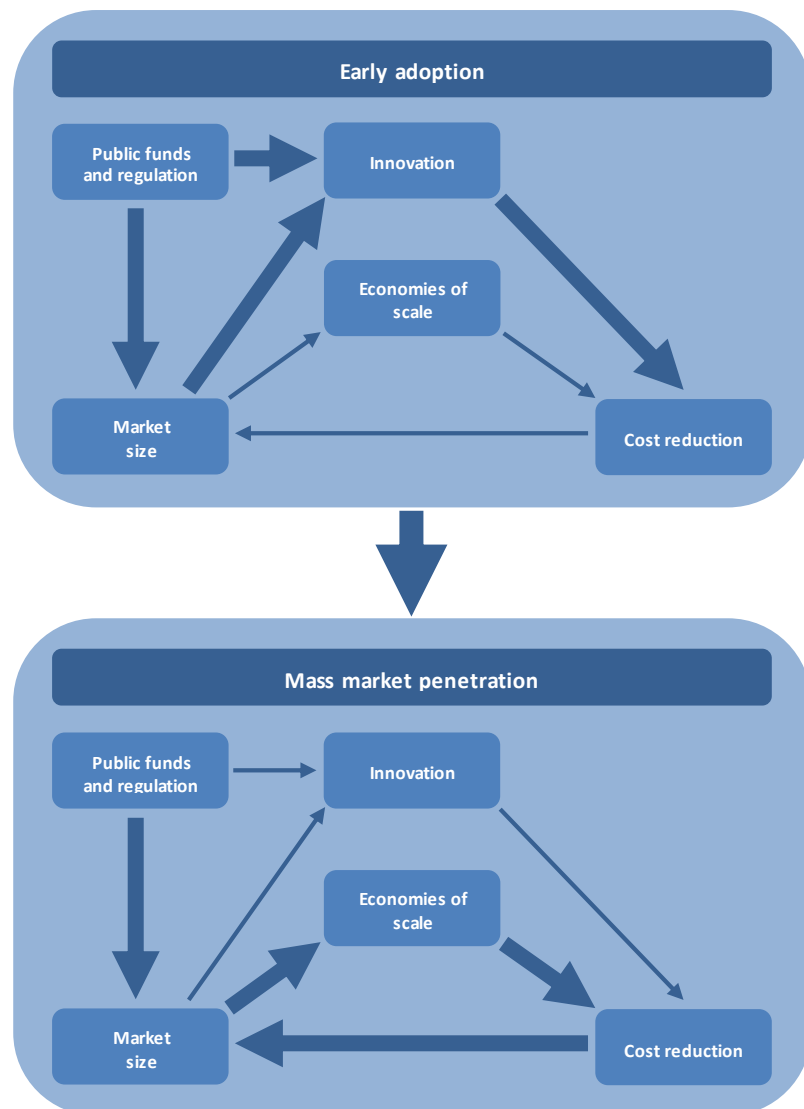 Early adoption
Public funds
and regulation
Innovation
Economies of
scale
Market
size
Cost reduction
Mass market penetration
Public funds
and regulation
Innovation
Economies of
scale
Market
size
Cost reduction